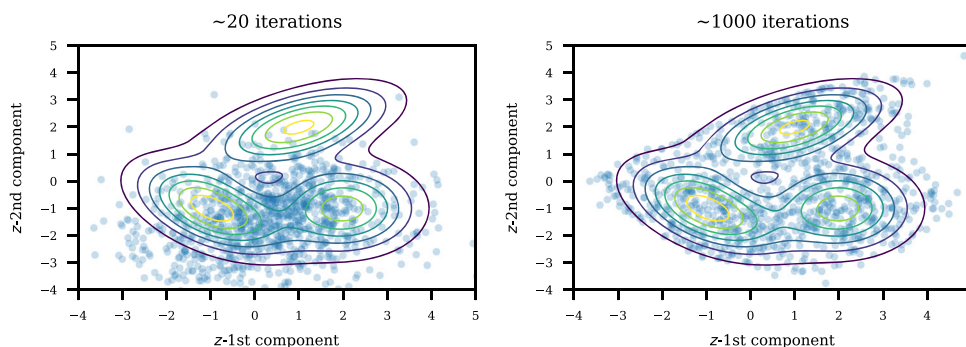 ~20 iterations
5
4
3
2
1
0
−1
−2
−3
−4
z-2nd component
−4 −3 −2 −1 0 1 2 3 4 5
z-1st component
~1000 iterations
5
4
3
2
1
0
−1
−2
−3
−4
z-2nd component
−4 −3 −2 −1 0 1 2 3 4
z-1st component